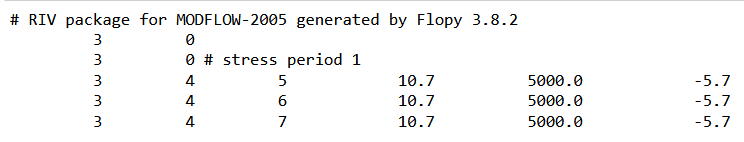 # RIV package for MODFLOW-2005 generated by Flopy 3.8.2
3 0
3 0 # stress period 1
3 4 5 10.7 5000.0 -5.7
3 4 6 10.7 5000.0 -5.7
3 4 7 10.7 5000.0 -5.7